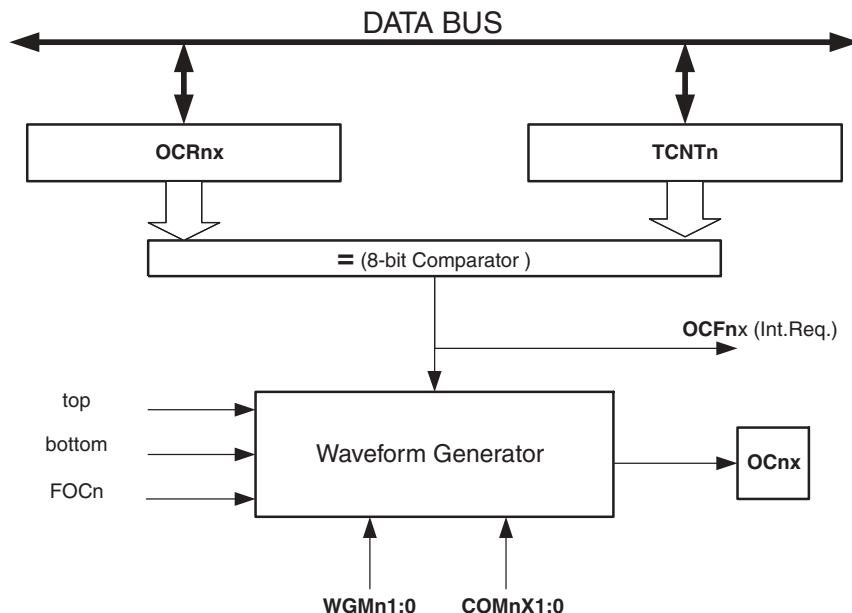 DATA BUS
OCRnx
TCNTn
= (8-bit Comparator )
OCFnx (Int.Req.)
top
bottom
FOCn
Waveform Generator
OCnx
WGMn1:0
COMnX1:0